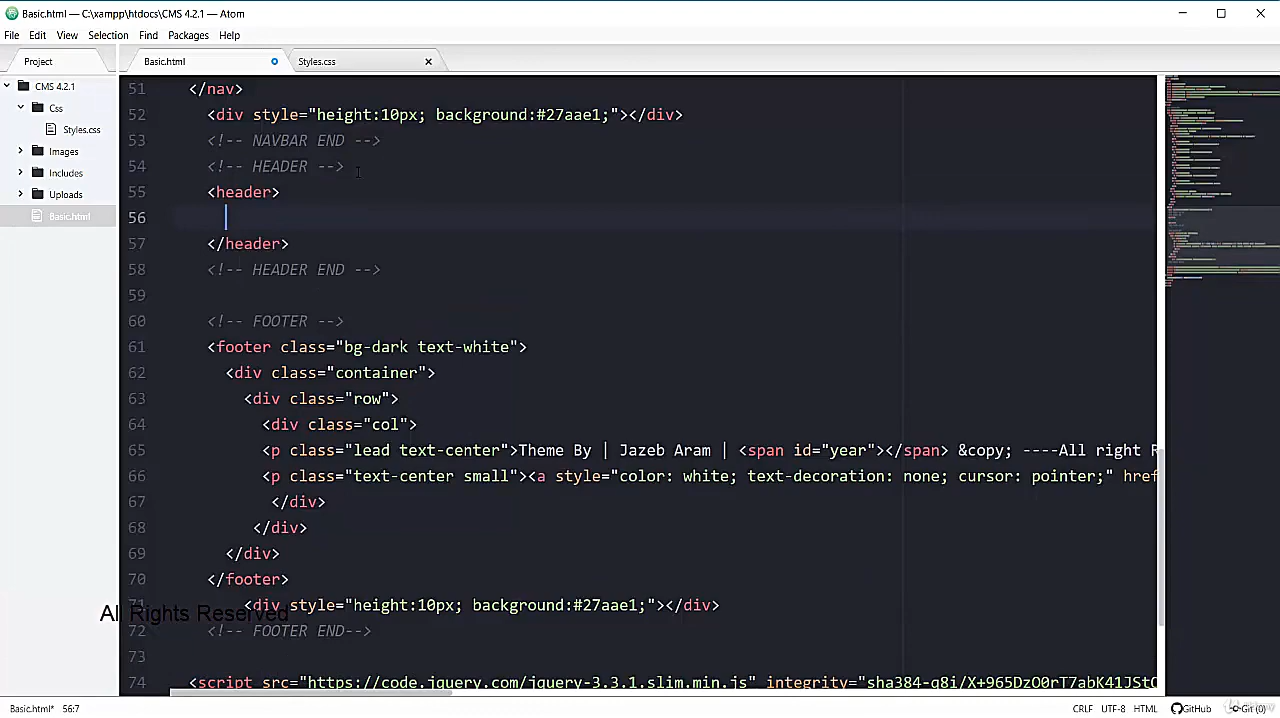 Basic.html — C:\xampp\htdocs\CMS 4.2.1 — Atom
File Edit View Selection Find Packages Help
Project
Basic.html
Styles.css
CMS 4.2.1
Css
Styles.css
Images
Includes
Uploads
Basic.html
51 </nav>
52 <div style="height:10px; background:#27aae1;"></div>
53 <!-- NAVBAR END -->
54 <!-- HEADER -->
55 <header>
56
57 </header>
58 <!-- HEADER END -->
59
60 <!-- FOOTER -->
61 <footer class="bg-dark text-white">
62 <div class="container">
63 <div class="row">
64 <div class="col">
65 <p class="lead text-center">Theme By | Jazeb Aram | <span id="year"></span> &copy; ----All right R
66 <p class="text-center small"><a style="color: white; text-decoration: none; cursor: pointer;" href
67 </div>
68 </div>
69 </div>
70 </footer>
71 <div style="height:10px; background:#27aae1;"></div>
All Rights Reserved
72 <!-- FOOTER END-->
73
74 <script src="https://code.jquery.com/jquery-3.3.1.slim.min.js" integrity="sha384-q8i/X+965DzO0rT7abK41JStQ
Basic.html* 56:7
CRLF UTF-8 HTML GitHub Git (0)